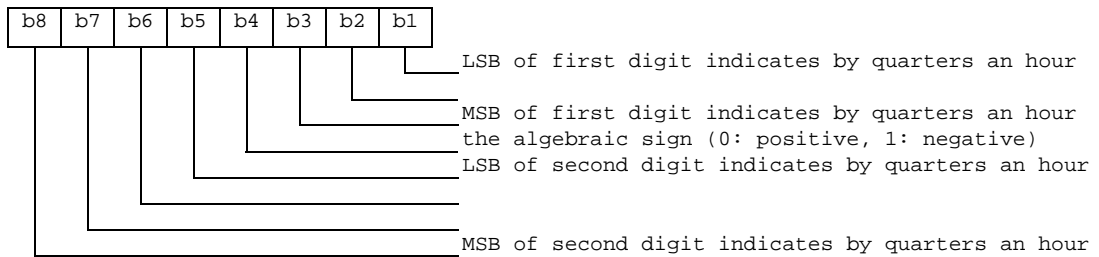 b8 b7 b6 b5 b4 b3 b2 b1
LSB of first digit indicates by quarters an hour
MSB of first digit indicates by quarters an hour
the algebraic sign (0: positive, 1: negative)
LSB of second digit indicates by quarters an hour
MSB of second digit indicates by quarters an hour